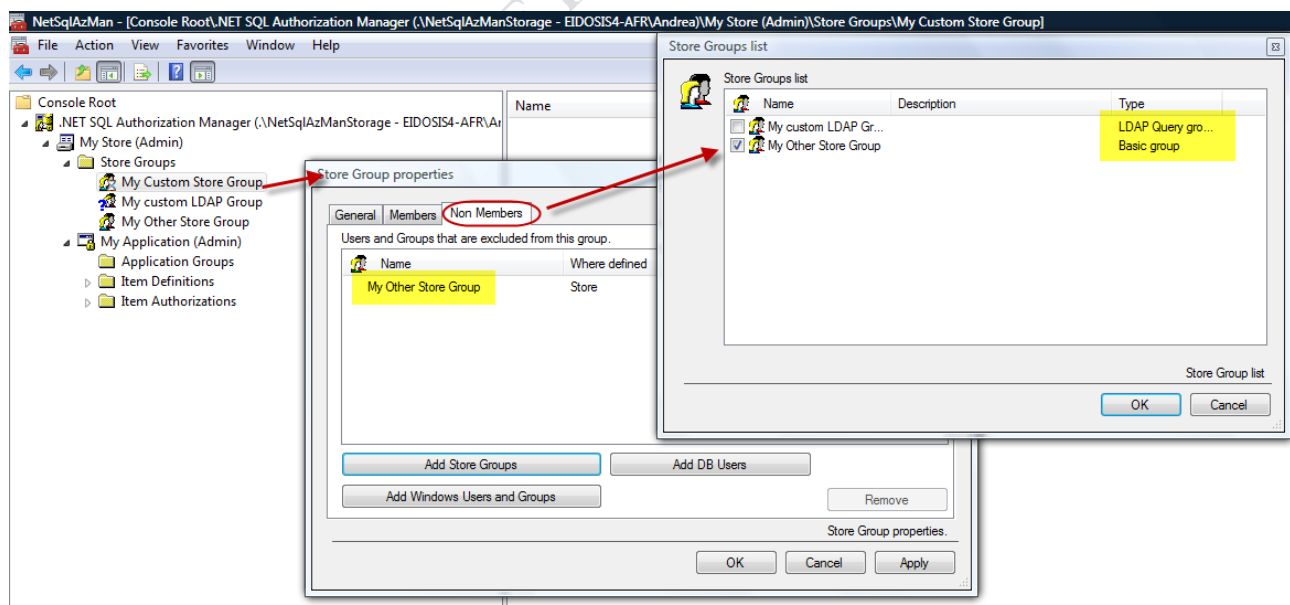 NetSqlAzMan - [Console Root\.NET SQL Authorization Manager (.\NetSqlAzManStorage - EIDOSIS4-AFR\Andrea)\My Store (Admin)\Store Groups\My Custom Store Group]
File Action View Favorites Window Help
Console Root
.NET SQL Authorization Manager (.\NetSqlAzManStorage - EIDOSIS4-AFR\Ar
My Store (Admin)
Store Groups
My Custom Store Group
My custom LDAP Group
My Other Store Group
My Application (Admin)
Application Groups
Item Definitions
Item Authorizations
Name
Store Group properties
General Members Non Members
Users and Groups that are excluded from this group.
Name Where defined
My Other Store Group Store
Add Store Groups Add DB Users
Add Windows Users and Groups Remove
Store Group properties.
OK Cancel Apply
Store Groups list
Store Groups list
Name Description Type
My custom LDAP Gr... LDAP Query gro...
My Other Store Group Basic group
Store Group list
OK Cancel